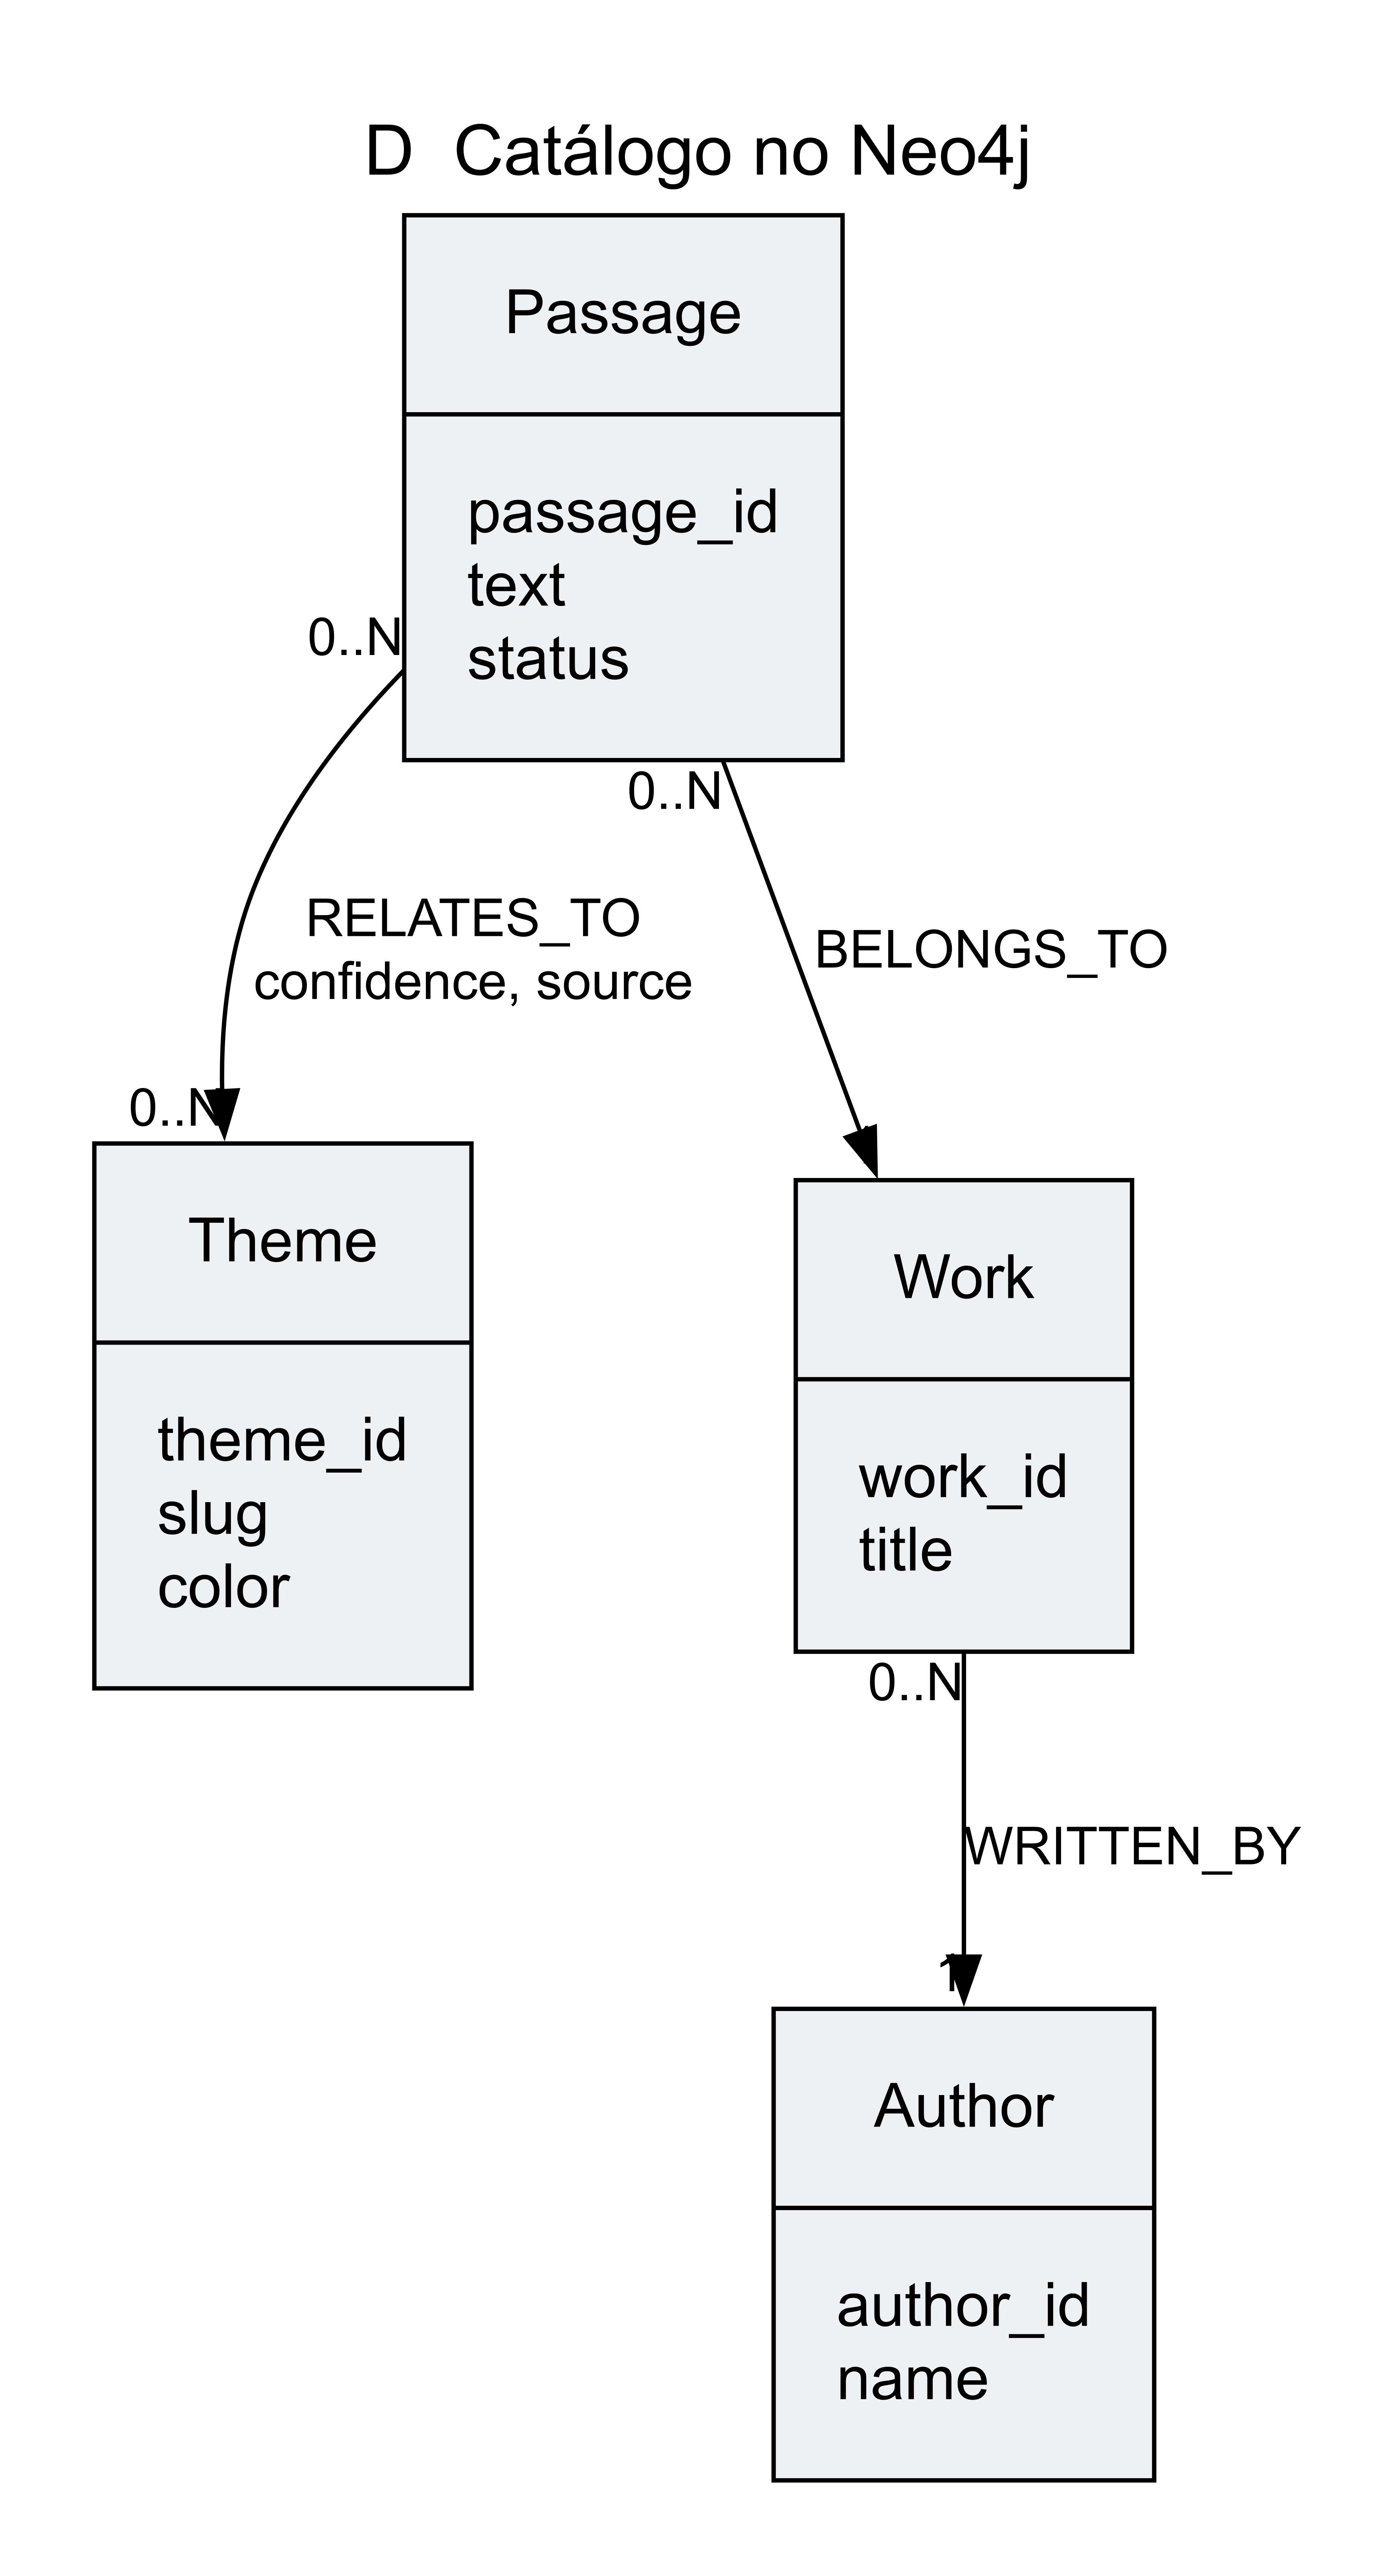 D  Catálogo no Neo4j
Passage
passage_id
text
status
0..N
0..N
RELATES_TO
confidence, source
BELONGS_TO
0..N
Theme
theme_id
slug
color
Work
work_id
title
0..N
WRITTEN_BY
1
Author
author_id
name